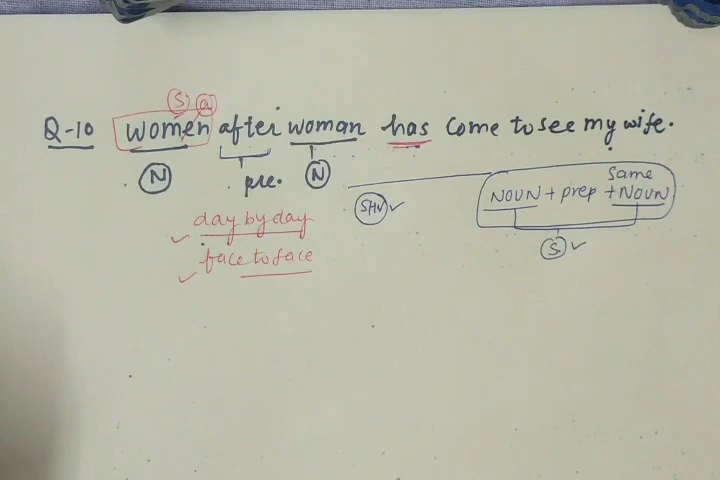 S a
Q-10 women after woman has come to see my wife.
N pre. N
SHV✓ NOUN + prep + same NOUN
✓ day by day
S ✓
✓ face to face